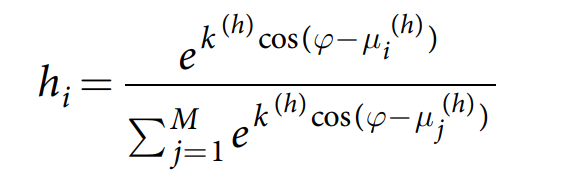 h_i = \frac{e^{k^{(h)} \cos(\varphi - \mu_i^{(h)})}}{\sum_{j=1}^{M} e^{k^{(h)} \cos(\varphi - \mu_j^{(h)})}}